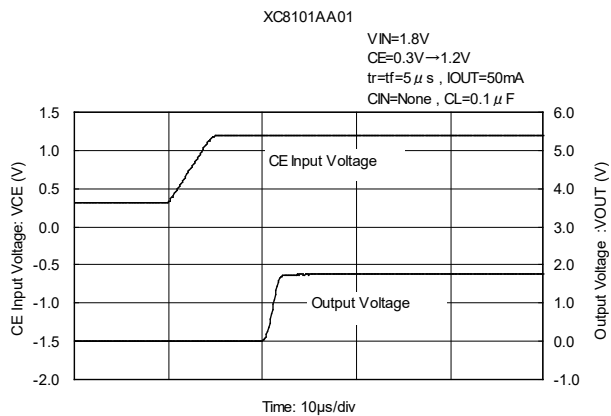 XC8101AA01
VIN=1.8V
CE=0.3V→1.2V
tr=tf=5μs , IOUT=50mA
CIN=None , CL=0.1μF
CE Input Voltage: VCE (V)
1.5
1.0
0.5
0.0
-0.5
-1.0
-1.5
-2.0
CE Input Voltage
Output Voltage
6.0
5.0
4.0
3.0
2.0
1.0
0.0
-1.0
Output Voltage :VOUT (V)
Time: 10μs/div